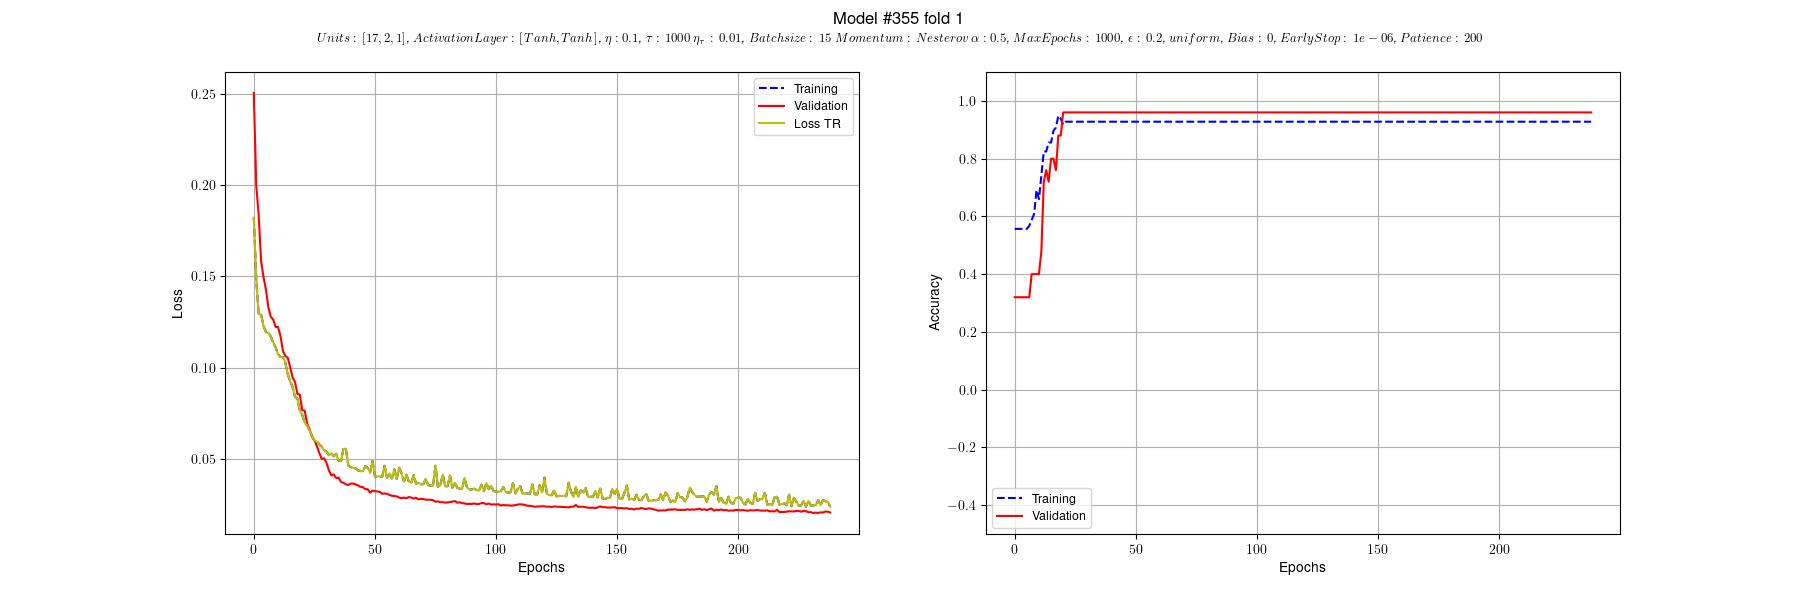 Model #355 fold 1
Units : [17, 2, 1], ActivationLayer : [Tanh, Tanh], η : 0.1, τ : 1000 η_τ : 0.01, Batchsize : 15 Momentum : Nesterov α : 0.5, MaxEpochs : 1000, ϵ : 0.2, uniform, Bias : 0, EarlyStop : 1e − 06, Patience : 200
Training
Validation
Loss TR
0.25
0.20
0.15
0.10
0.05
Loss
0 50 100 150 200
Epochs
1.0
0.8
0.6
0.4
0.2
0.0
−0.2
−0.4
Accuracy
Training
Validation
0 50 100 150 200
Epochs